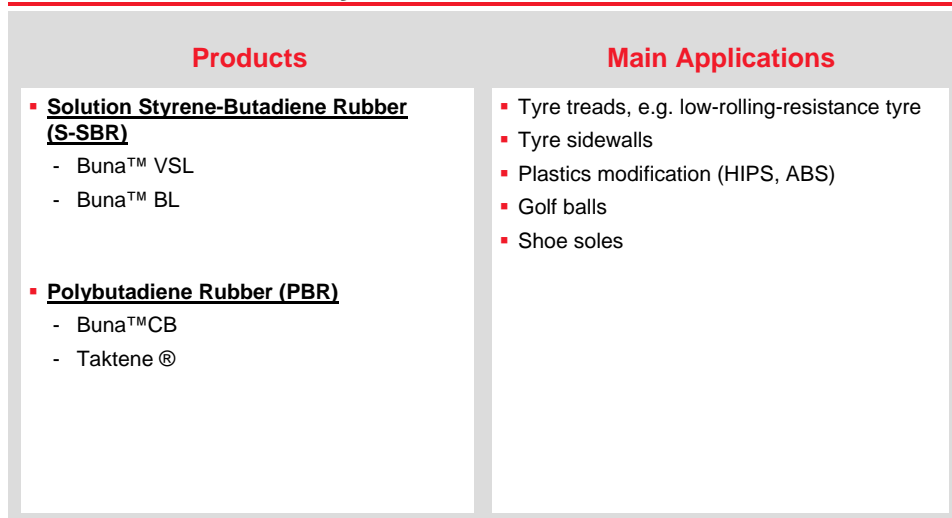 Products
Solution Styrene-Butadiene Rubber
(S-SBR)
- Buna™ VSL
- Buna™ BL
Polybutadiene Rubber (PBR)
- Buna™CB
- Taktene ®
Main Applications
Tyre treads, e.g. low-rolling-resistance tyre
Tyre sidewalls
Plastics modification (HIPS, ABS)
Golf balls
Shoe soles